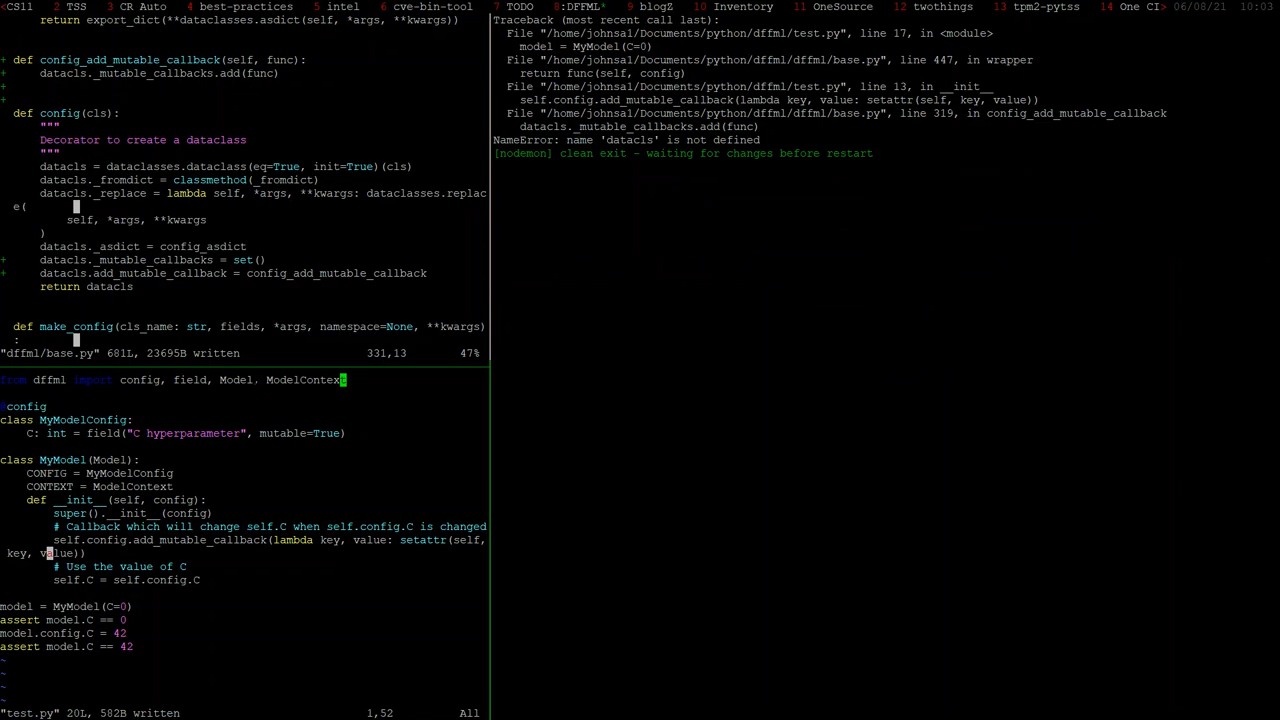 <CS11    2 TSS    3 CR Auto    4 best-practices    5 intel    6 cve-bin-tool    7 TODO    8:DFFML*    9 blogZ    10 Inventory    11 OneSource    12 twothings    13 tpm2-pytss    14 One CI> 06/08/21  10:03
    return export_dict(**dataclasses.asdict(self, *args, **kwargs))
+ def config_add_mutable_callback(self, func):
+     datacls._mutable_callbacks.add(func)
+
+
  def config(cls):
      """
      Decorator to create a dataclass
      """
      datacls = dataclasses.dataclass(eq=True, init=True)(cls)
      datacls._fromdict = classmethod(_fromdict)
      datacls._replace = lambda self, *args, **kwargs: dataclasses.replac
  e(
          self, *args, **kwargs
      )
      datacls._asdict = config_asdict
+     datacls._mutable_callbacks = set()
+     datacls.add_mutable_callback = config_add_mutable_callback
      return datacls
  def make_config(cls_name: str, fields, *args, namespace=None, **kwargs)
  :
"dffml/base.py" 681L, 23695B written                   331,13        47%
from dffml import config, field, Model, ModelContext
@config
class MyModelConfig:
    C: int = field("C hyperparameter", mutable=True)
class MyModel(Model):
    CONFIG = MyModelConfig
    CONTEXT = ModelContext
    def __init__(self, config):
        super().__init__(config)
        # Callback which will change self.C when self.config.C is changed
        self.config.add_mutable_callback(lambda key, value: setattr(self,
 key, value))
        # Use the value of C
        self.C = self.config.C
model = MyModel(C=0)
assert model.C == 0
model.config.C = 42
assert model.C == 42
~
~
~
~
"test.py" 20L, 582B written                            1,52          All
Traceback (most recent call last):
  File "/home/johnsa1/Documents/python/dffml/test.py", line 17, in <module>
    model = MyModel(C=0)
  File "/home/johnsa1/Documents/python/dffml/dffml/base.py", line 447, in wrapper
    return func(self, config)
  File "/home/johnsa1/Documents/python/dffml/test.py", line 13, in __init__
    self.config.add_mutable_callback(lambda key, value: setattr(self, key, value))
  File "/home/johnsa1/Documents/python/dffml/dffml/base.py", line 319, in config_add_mutable_callback
    datacls._mutable_callbacks.add(func)
NameError: name 'datacls' is not defined
[nodemon] clean exit - waiting for changes before restart